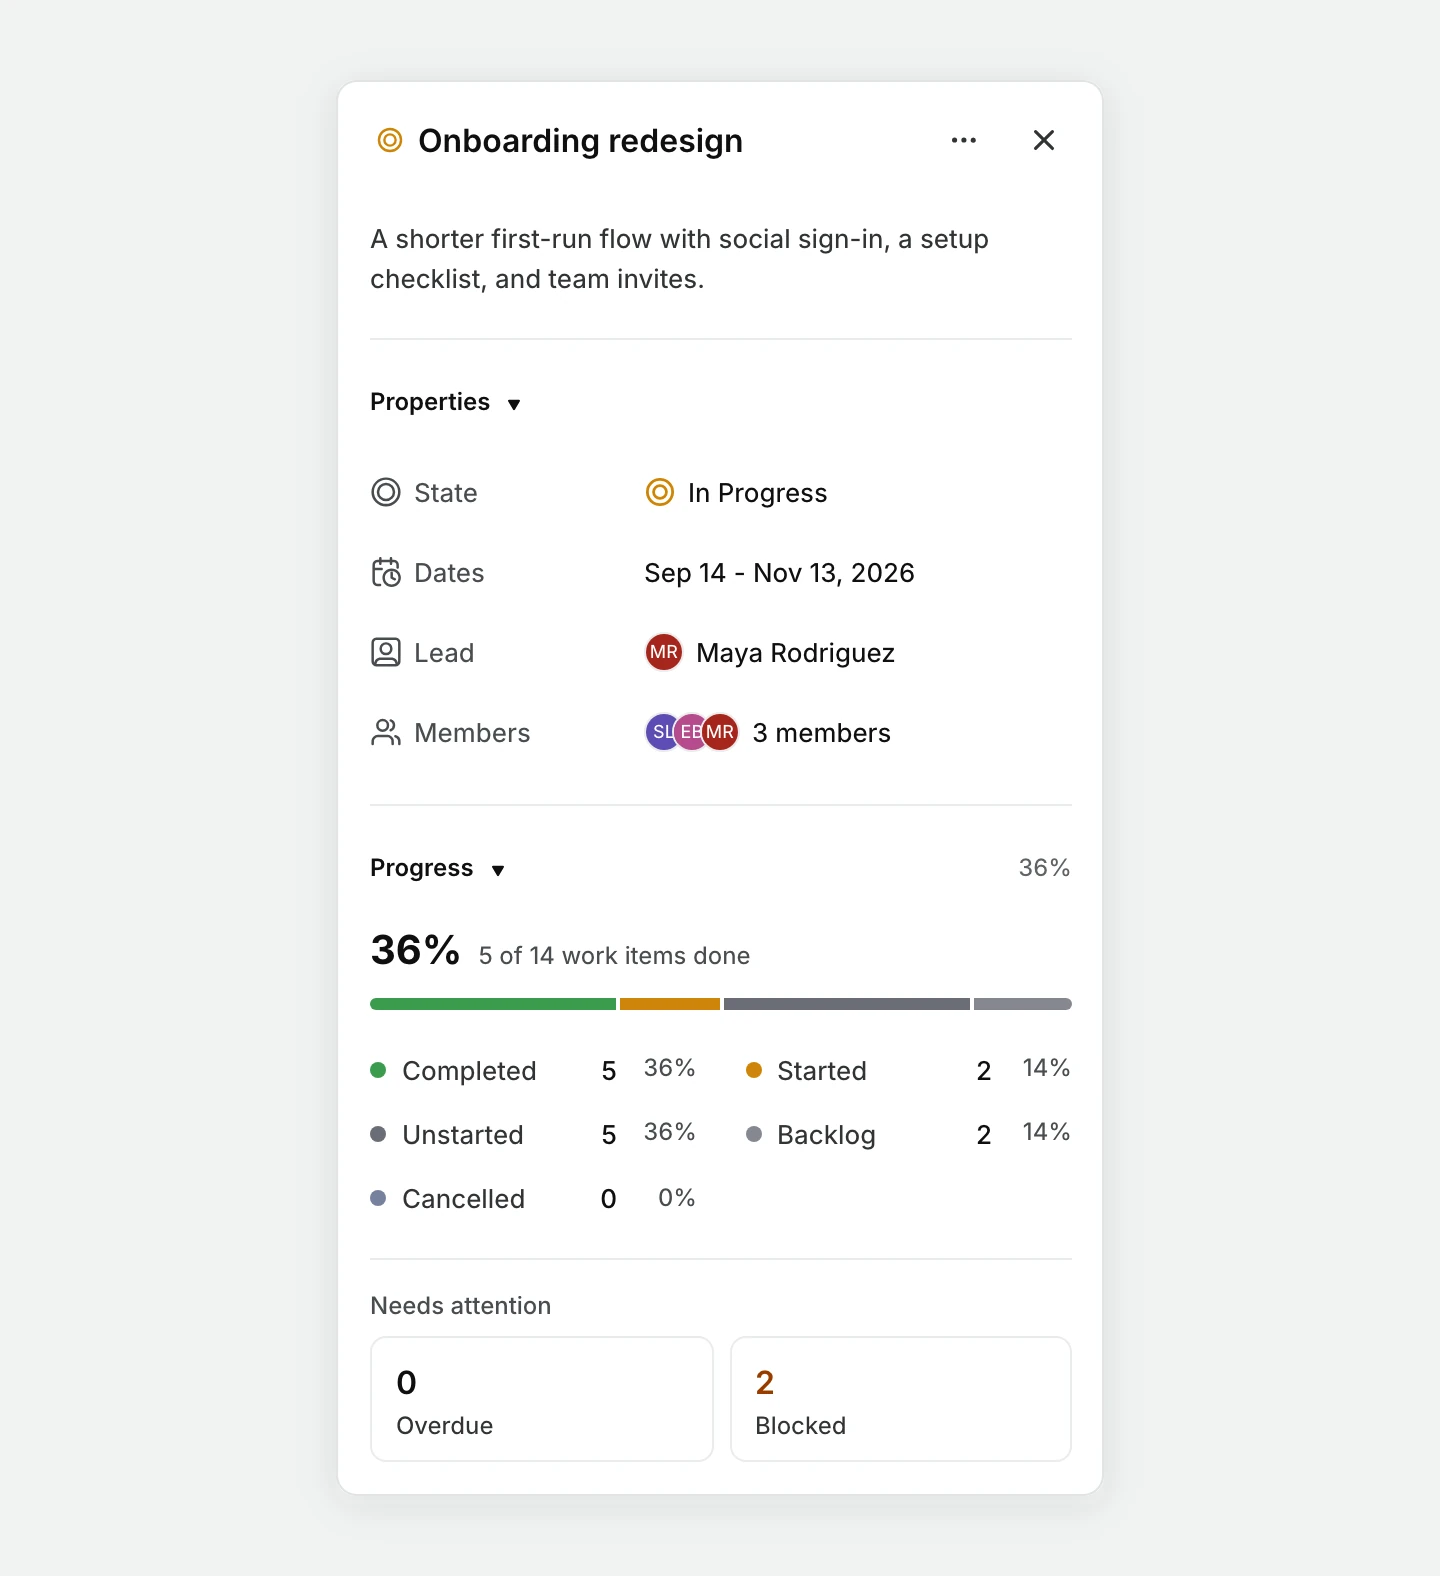 Onboarding redesign
A shorter first-run flow with social sign-in, a setup
checklist, and team invites.
Properties
State
In Progress
Dates
Sep 14 - Nov 13, 2026
Lead
MR Maya Rodriguez
Members
SL EB MR 3 members
Progress
36%
36% 5 of 14 work items done
Completed 5 36%
Started 2 14%
Unstarted 5 36%
Backlog 2 14%
Cancelled 0 0%
Needs attention
0
Overdue
2
Blocked